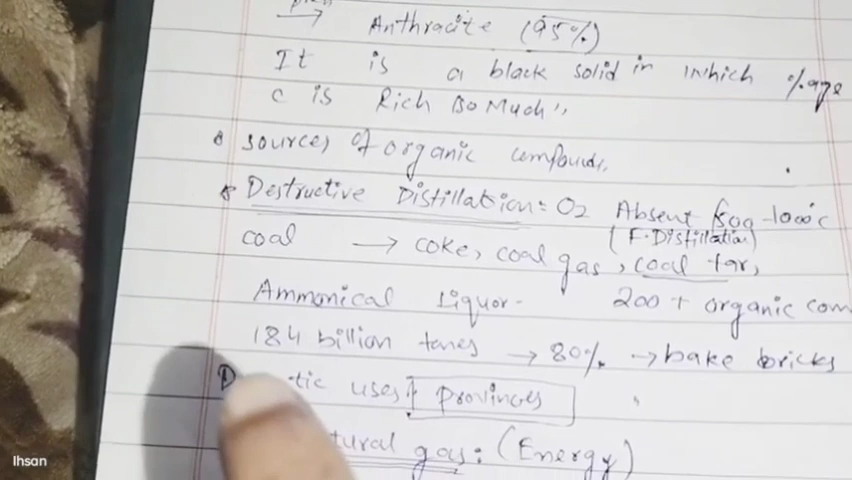 Anthracite (95%)
It is a black solid in which %age
C is Rich so Much,,
sources of organic compounds,
Destructive Distillation: O2 Absent 500-1000°c
(F.Distillation)
coal → coke, coal gas, coal tar,
Ammonical liquor 200+ organic com
184 billion tones → 80% → bake bricks
tic uses Provinces
tural gas: (Energy)
Ihsan